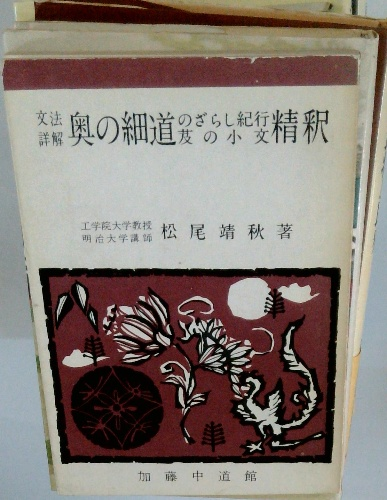 文法詳解 奥の細道 のざらし紀行 笈の小文 精釈
工学院大学教授
明治大学講師 松尾靖秋著
加藤中道館